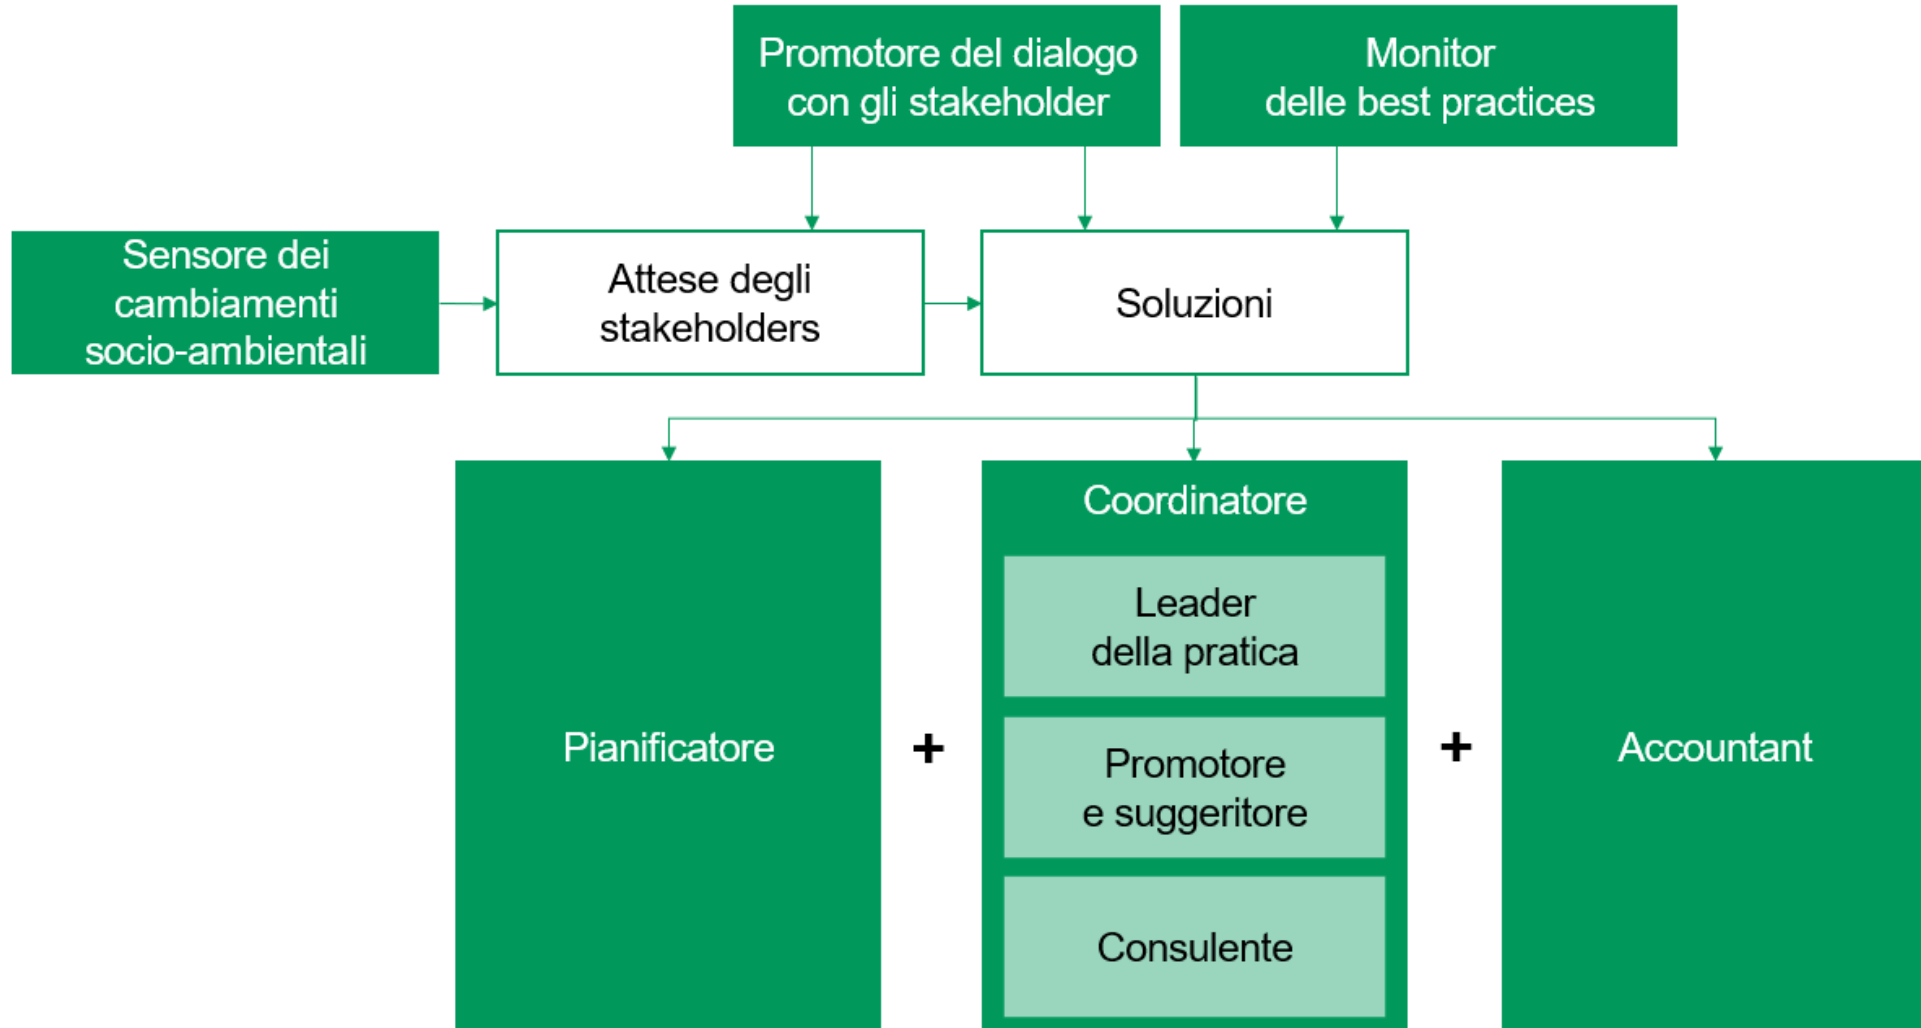 Promotore del dialogo
con gli stakeholder
Monitor
delle best practices
Sensore dei
cambiamenti
socio-ambientali
Attese degli
stakeholders
Soluzioni
Pianificatore
+
Coordinatore
Leader
della pratica
Promotore
e suggeritore
Consulente
+
Accountant